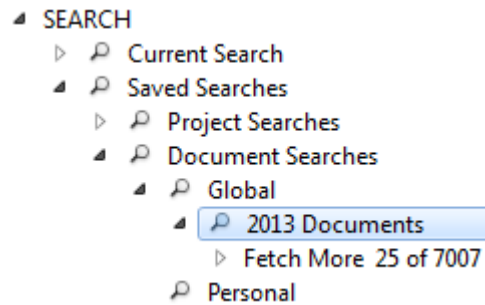 SEARCH
Current Search
Saved Searches
Project Searches
Document Searches
Global
2013 Documents
Fetch More 25 of 7007
Personal